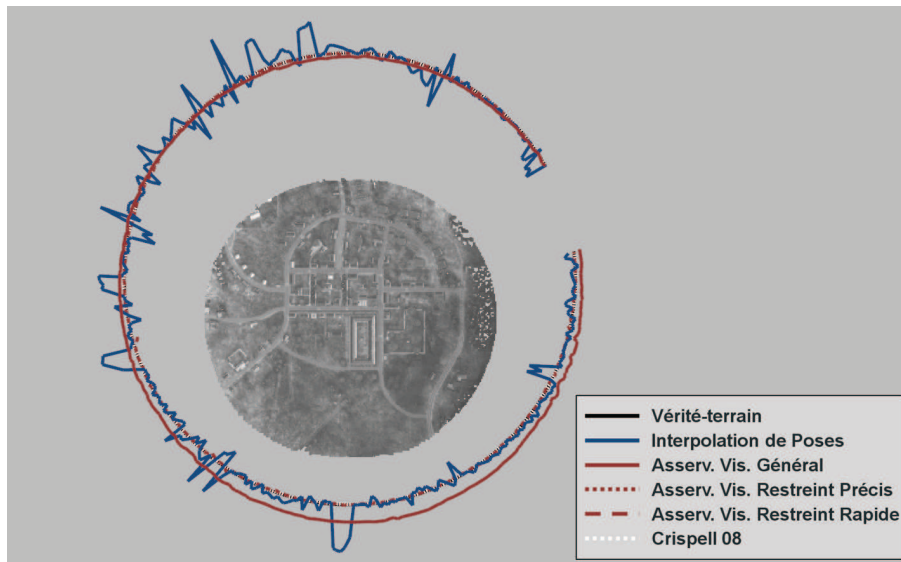 Vérité-terrain
Interpolation de Poses
Asserv. Vis. Général
Asserv. Vis. Restreint Précis
Asserv. Vis. Restreint Rapide
Crispell 08